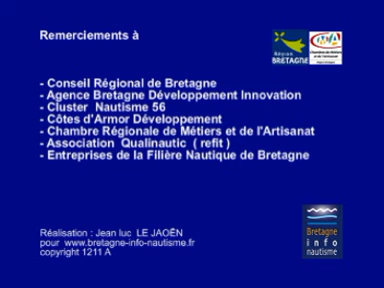 Remerciements à
Région
BRETAGNE
- Conseil Régional de Bretagne
- Agence Bretagne Développement Innovation
- Cluster Nautisme 56
- Côtes d'Armor Développement
- Chambre Régionale de Métiers et de l'Artisanat
- Association Qualinautic ( refit )
- Entreprises de la Filière Nautique de Bretagne
Réalisation : Jean luc LE JAOËN
pour www.bretagne-info-nautisme.fr
copyright 1211 A
Bretagne
info
nautisme